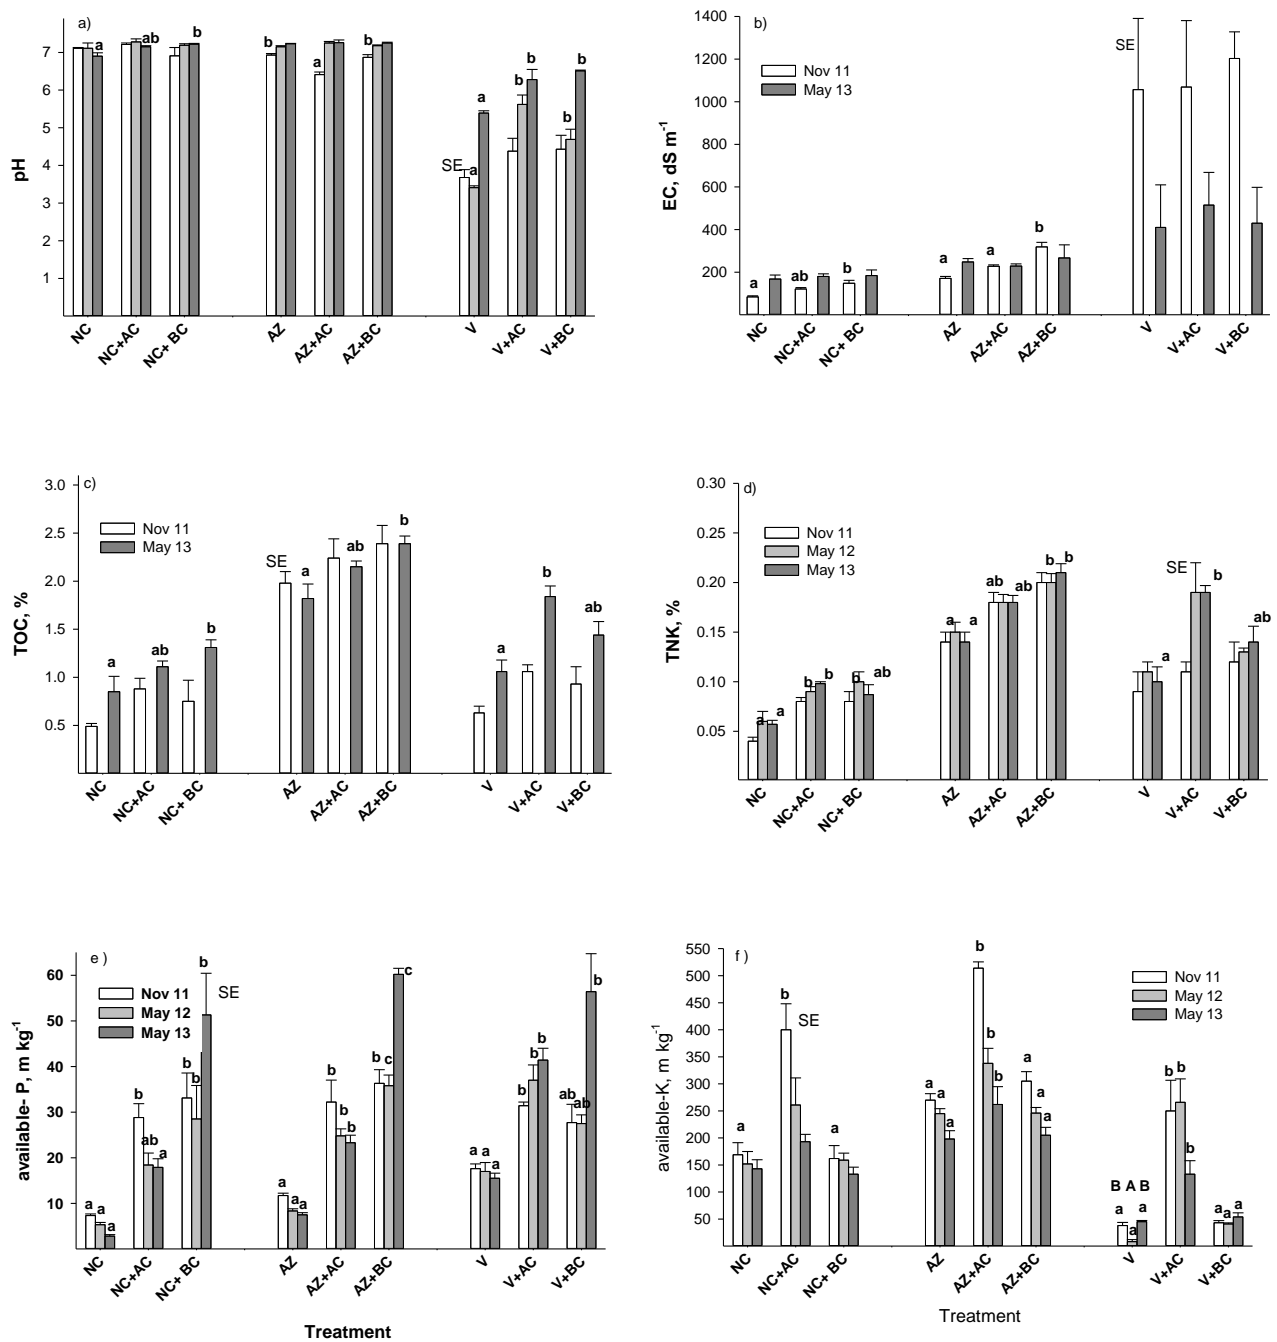 a)
pH
7
6
5
4
3
2
1
a
ab
b
b
a
b
SE
a
a
b
b
b
b
NC
NC+AC
NC+ BC
AZ
AZ+AC
AZ+BC
V
V+AC
V+BC
b)
EC, dS m-1
1400
1200
1000
800
600
400
200
Nov 11
May 13
SE
a
ab
b
a
a
b
NC
NC+AC
NC+ BC
AZ
AZ+AC
AZ+BC
V
V+AC
V+BC
c)
TOC, %
3.0
2.5
2.0
1.5
1.0
0.5
Nov 11
May 13
a
ab
b
SE
a
ab
b
a
b
ab
NC
NC+AC
NC+ BC
AZ
AZ+AC
AZ+BC
V
V+AC
V+BC
d)
TNK, %
0.30
0.25
0.20
0.15
0.10
0.05
Nov 11
May 12
May 13
a
a
b
b
b
ab
a
a
ab
ab
b
b
a
SE
b
ab
NC
NC+AC
NC+ BC
AZ
AZ+AC
AZ+BC
V
V+AC
V+BC
e )
available- P, m kg-1
60
50
40
30
20
10
Nov 11
May 12
May 13
a
a
a
b
ab
a
b
b
b
SE
a
a
a
b
b
b
b
c
c
a
a
a
b
b
b
ab
ab
b
NC
NC+AC
NC+ BC
AZ
AZ+AC
AZ+BC
V
V+AC
V+BC
Treatment
f )
available-K, m kg-1
550
500
450
400
350
300
250
200
150
100
50
Nov 11
May 12
May 13
a
b
SE
a
a
a
a
b
b
b
a
a
a
B A B
a
a
a
b
b
b
a
a
a
NC
NC+AC
NC+ BC
AZ
AZ+AC
AZ+BC
V
V+AC
V+BC
Treatment